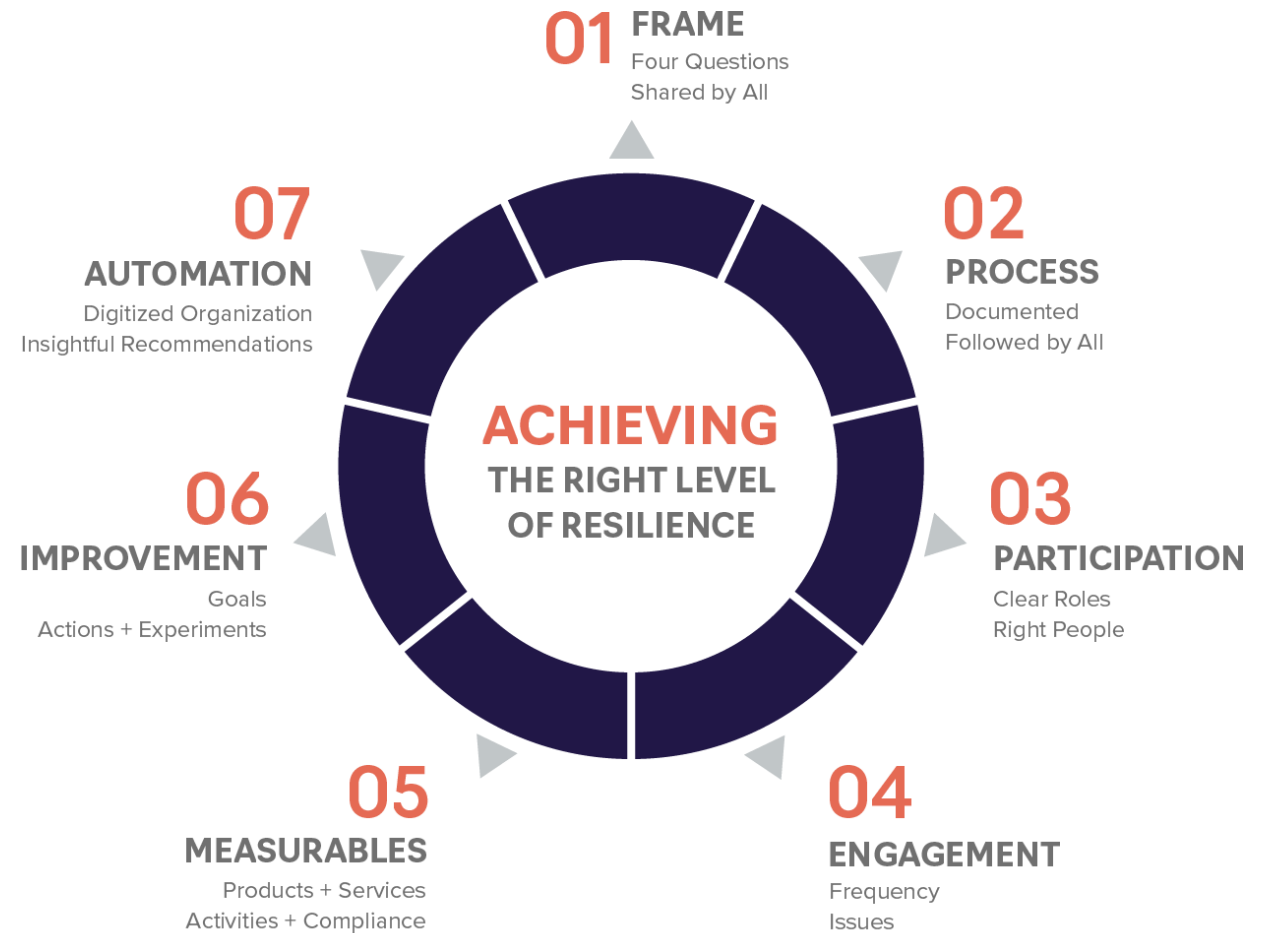 01
FRAME
Four Questions
Shared by All
02
PROCESS
Documented
Followed by All
03
PARTICIPATION
Clear Roles
Right People
04
ENGAGEMENT
Frequency
Issues
05
MEASURABLES
Products + Services
Activities + Compliance
06
IMPROVEMENT
Goals
Actions + Experiments
07
AUTOMATION
Digitized Organization
Insightful Recommendations
ACHIEVING
THE RIGHT LEVEL
OF RESILIENCE